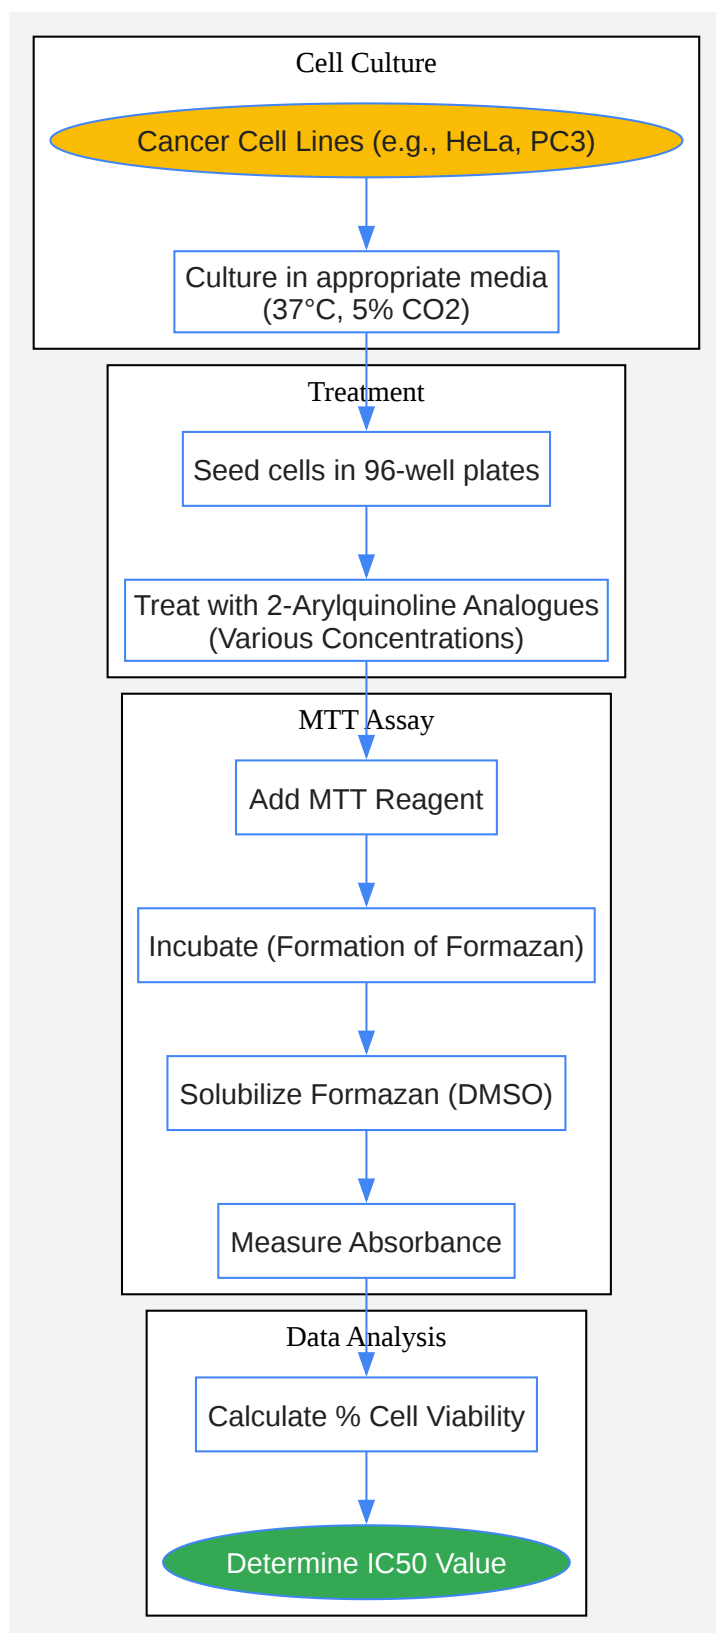 Cell Culture
Cancer Cell Lines (e.g., HeLa, PC3)
Culture in appropriate media
(37°C, 5% CO2)
Treatment
Seed cells in 96-well plates
Treat with 2-Arylquinoline Analogues
(Various Concentrations)
MTT Assay
Add MTT Reagent
Incubate (Formation of Formazan)
Solubilize Formazan (DMSO)
Measure Absorbance
Data Analysis
Calculate % Cell Viability
Determine IC50 Value